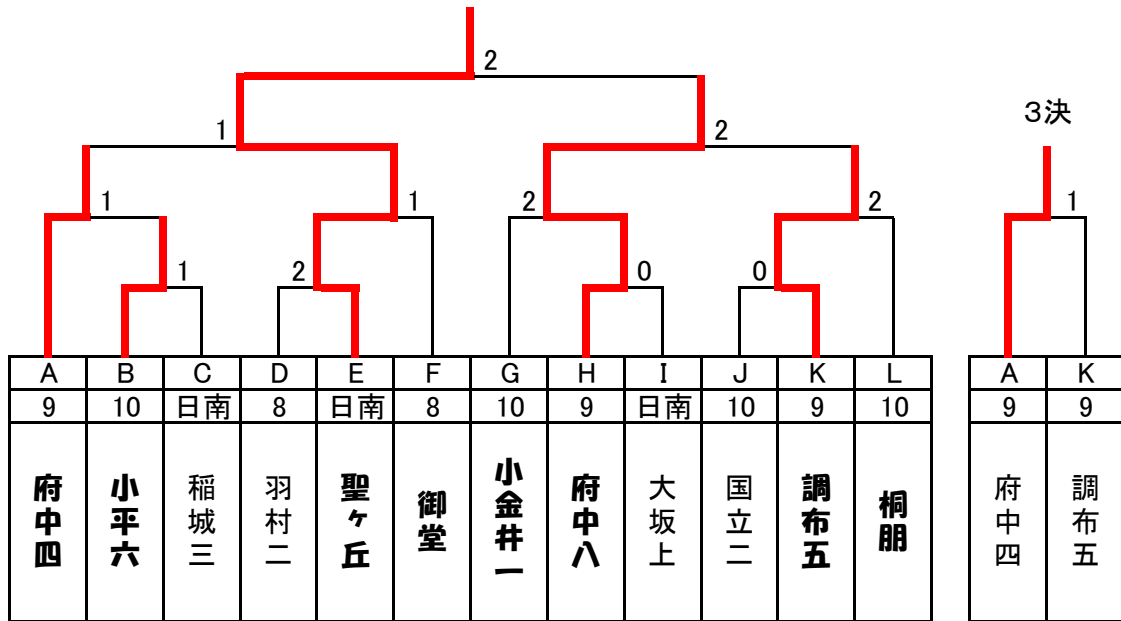 2
1
2
3決
1
1
2
2
1
1
2
0
0
A B C D E F G H I J K L
A K
9 10 日南 8 日南 8 10 9 日南 10 9 10
9 9
府中四
小平六
稲城三
羽村二
聖ヶ丘
御堂
小金井一
府中八
大坂上
国立二
調布五
桐朋
府中四
調布五